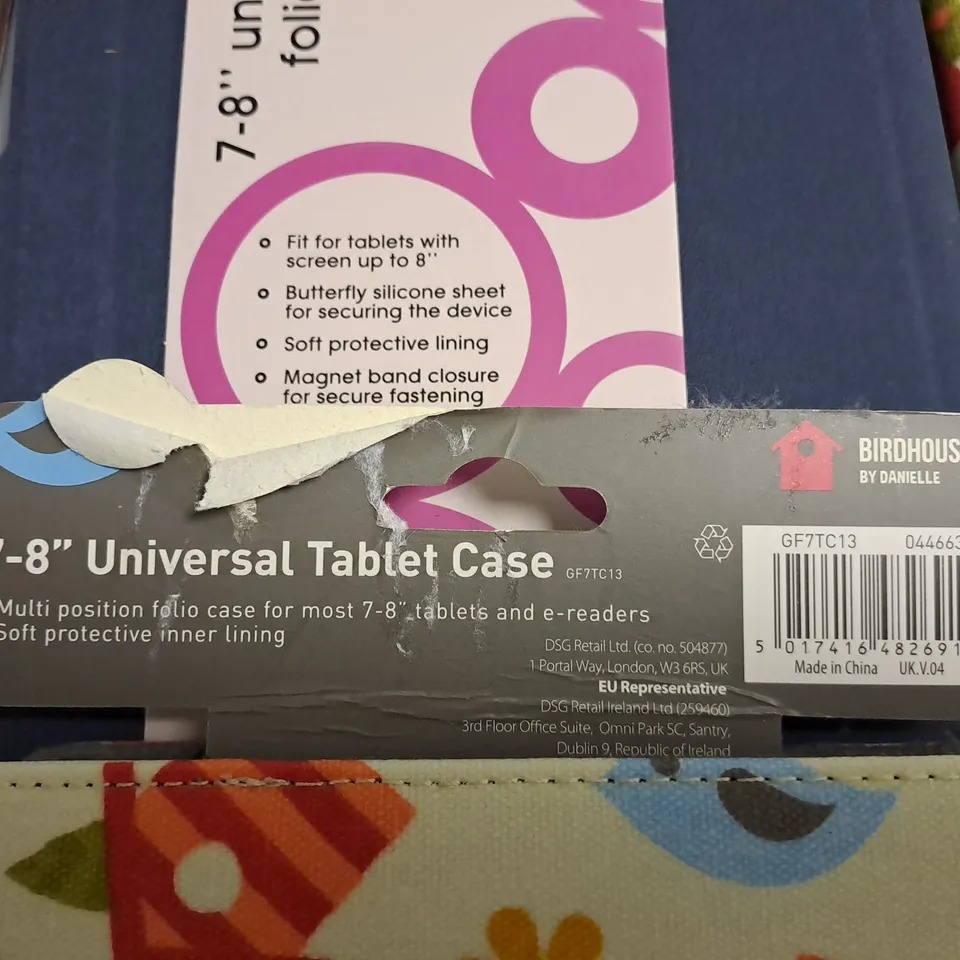 7-8''
Fit for tablets with
screen up to 8''
Butterfly silicone sheet
for securing the device
Soft protective lining
Magnet band closure
for secure fastening
BIRDHOUS
BY DANIELLE
7-8" Universal Tablet Case GF7TC13
Multi position folio case for most 7-8" tablets and e-readers
Soft protective inner lining
DSG Retail Ltd. (co. no. 504877)
1 Portal Way, London, W3 6RS, UK
EU Representative
DSG Retail Ireland Ltd (259460)
3rd Floor Office Suite, Omni Park SC, Santry,
Dublin 9, Republic of Ireland
GF7TC13 044663
5 017416 482691
Made in China UK.V.04